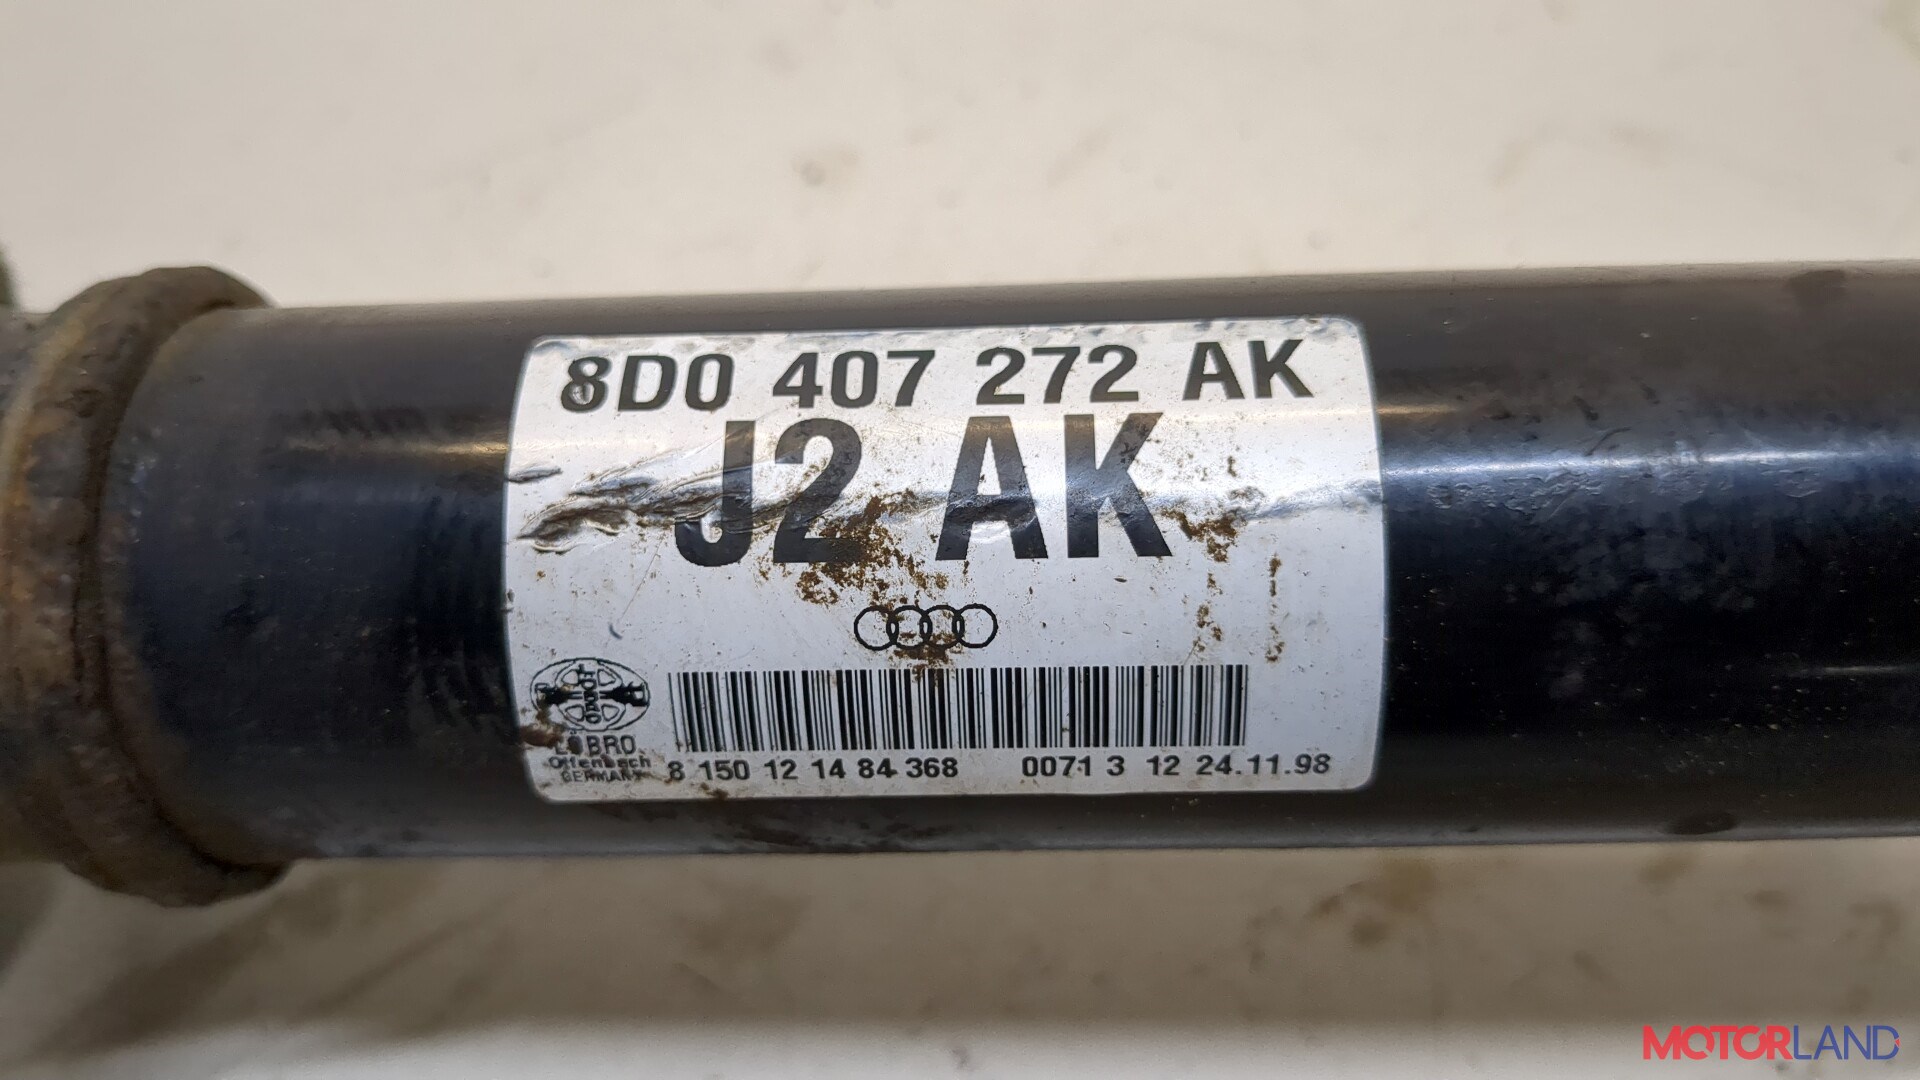 8D0 407 272 AK
J2 AK
LÖBRO
Offenbach
GERMANY
8 150 12 14 84 368 0071 3 12 24.11.98
MOTORLAND